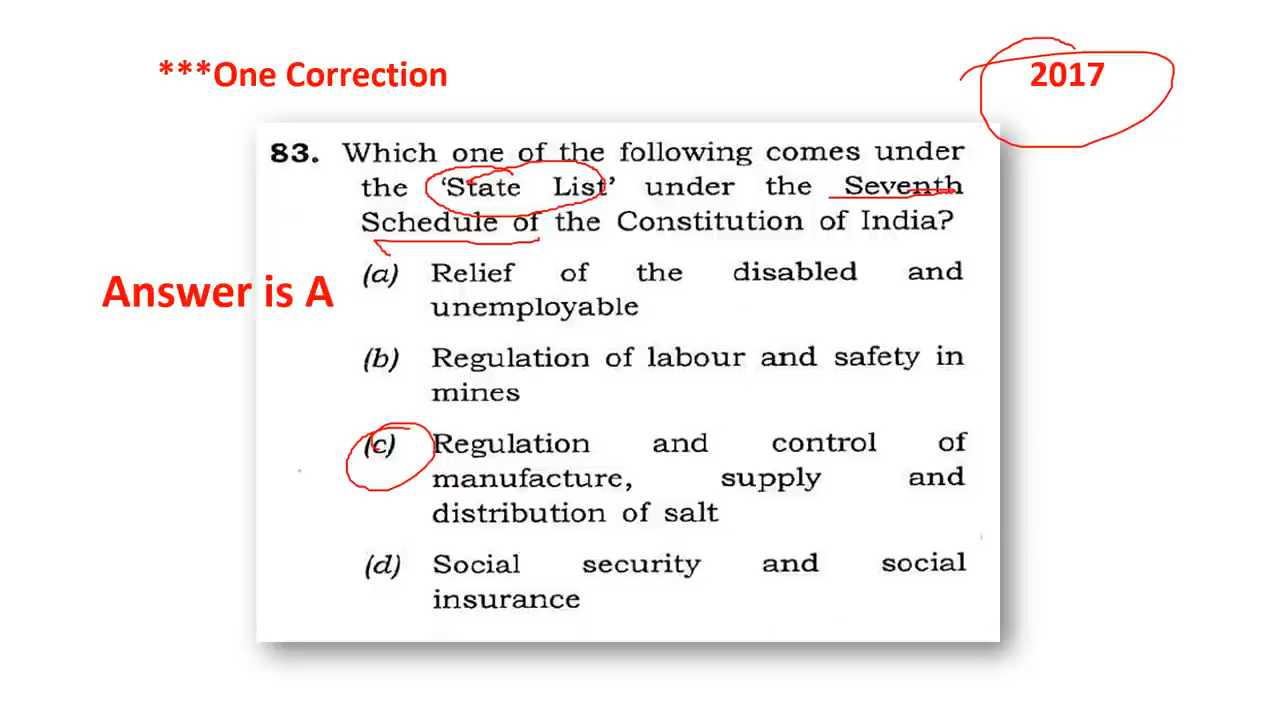 ***One Correction
2017
83. Which one of the following comes under
the ‘State List’ under the Seventh
Schedule of the Constitution of India?
Answer is A
(a) Relief of the disabled and
unemployable
(b) Regulation of labour and safety in
mines
(c) Regulation and control of
manufacture, supply and
distribution of salt
(d) Social security and social
insurance